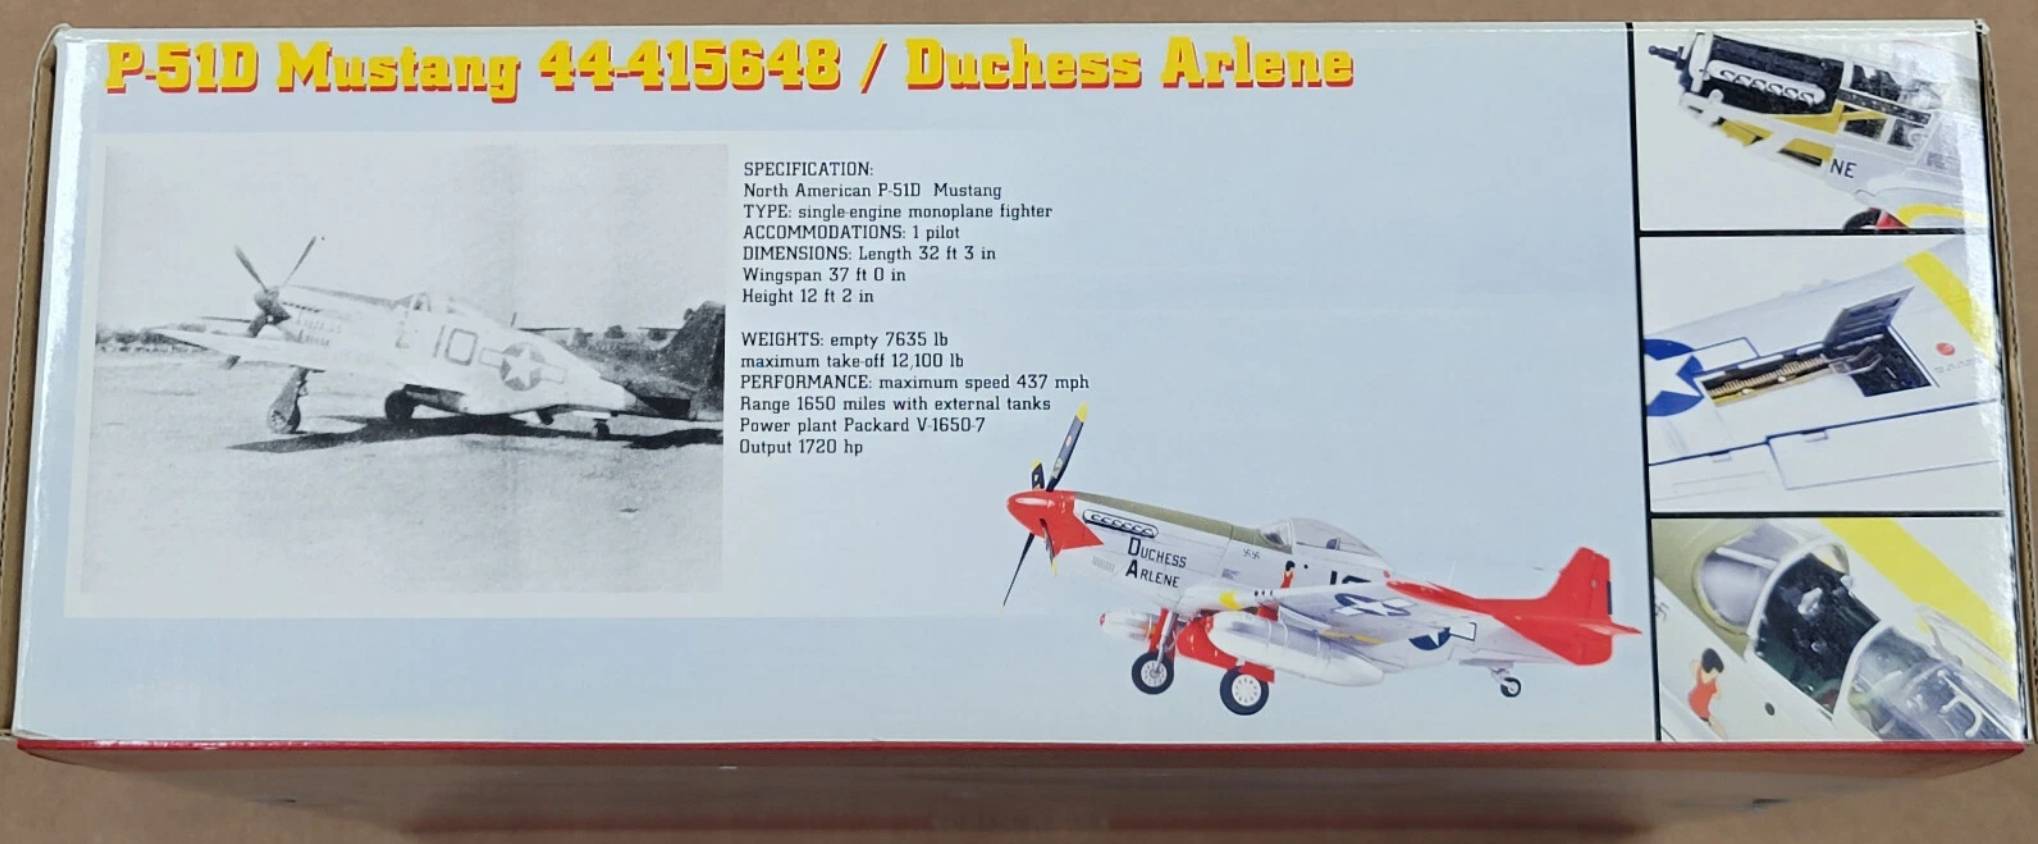 P-51D Mustang 44-415648 / Duchess Arlene
SPECIFICATION:
North American P-51D Mustang
TYPE: single-engine monoplane fighter
ACCOMMODATIONS: 1 pilot
DIMENSIONS: Length 32 ft 3 in
Wingspan 37 ft 0 in
Height 12 ft 2 in
WEIGHTS: empty 7635 lb
maximum take-off 12,100 lb
PERFORMANCE: maximum speed 437 mph
Range 1650 miles with external tanks
Power plant Packard V-1650-7
Output 1720 hp
10
DUCHESS
ARLENE
NE